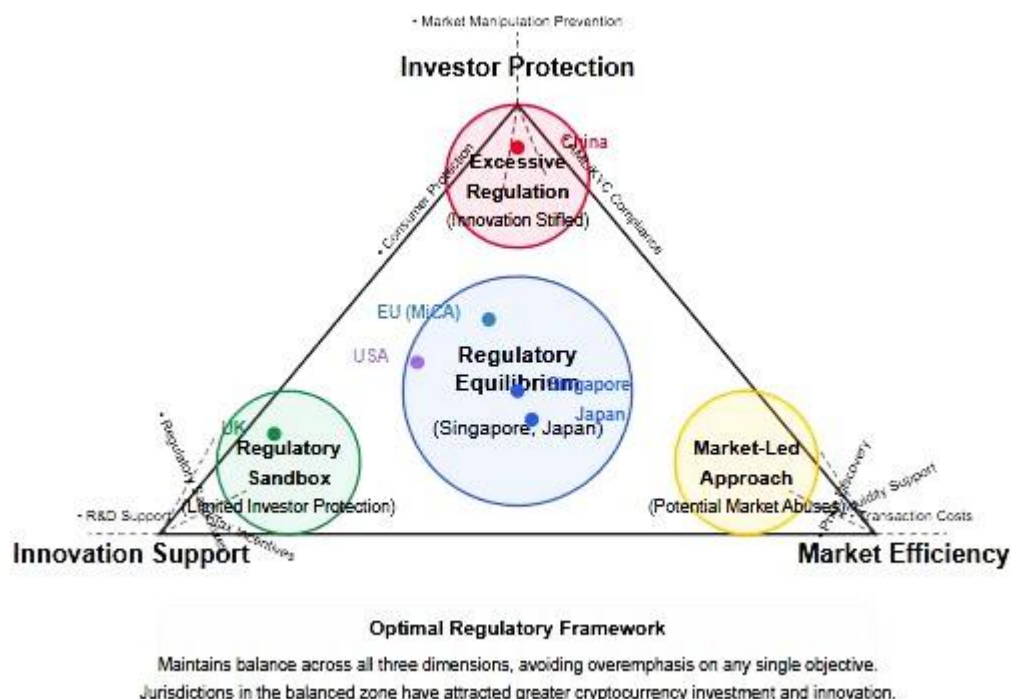 • Market Manipulation Prevention
Investor Protection
China
• AML/KYC Compliance
• Consumer Protection
Excessive
Regulation
(Innovation Stifled)
EU (MiCA)
USA
Regulatory
Equilibrium
Singapore
Japan
(Singapore, Japan)
UK
Regulatory
Sandbox
(Limited Investor Protection)
Market-Led
Approach
(Potential Market Abuses)
• Regulatory
• R&D Support
Tax Incentives
Liquidity Support
Transaction Costs
Innovation Support
Market Efficiency
Optimal Regulatory Framework
Maintains balance across all three dimensions, avoiding overemphasis on any single objective.
Jurisdictions in the balanced zone have attracted greater cryptocurrency investment and innovation.